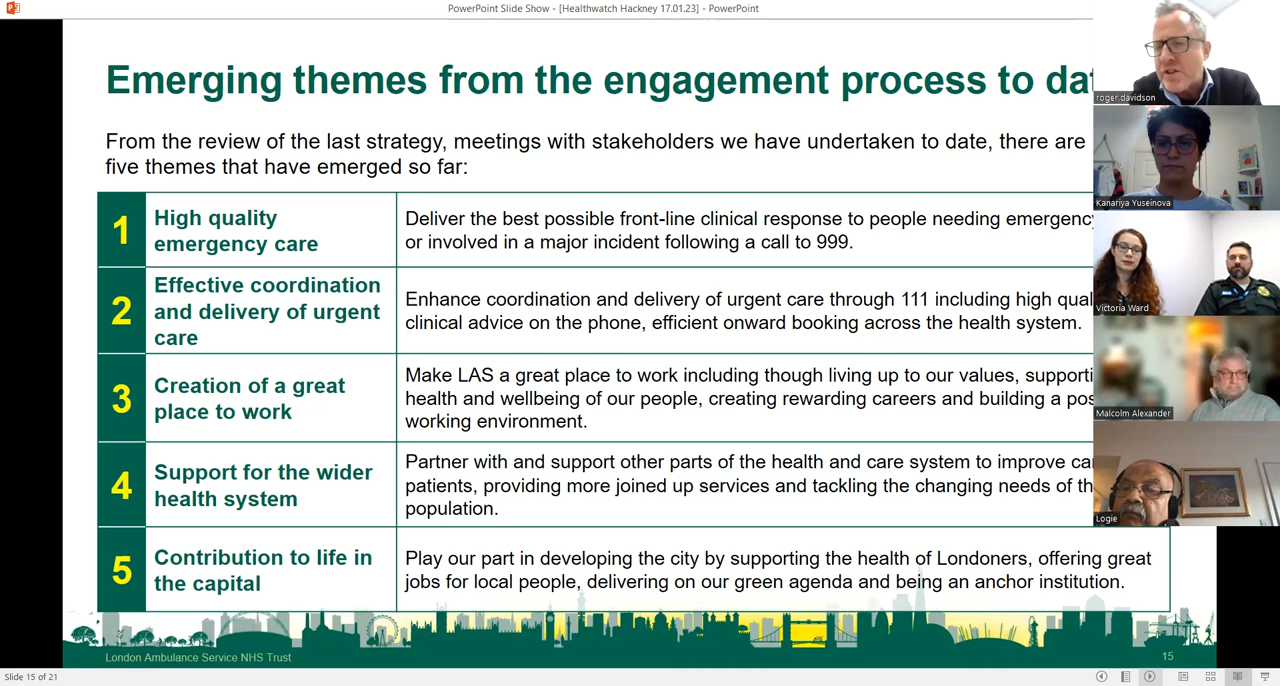 PowerPoint Slide Show - [Healthwatch Hackney 17.01.23] - PowerPoint
Emerging themes from the engagement process to dat
From the review of the last strategy, meetings with stakeholders we have undertaken to date, there are
five themes that have emerged so far:
1
High quality
emergency care
Deliver the best possible front-line clinical response to people needing emergency
or involved in a major incident following a call to 999.
2
Effective coordination
and delivery of urgent
care
Enhance coordination and delivery of urgent care through 111 including high qual
clinical advice on the phone, efficient onward booking across the health system.
3
Creation of a great
place to work
Make LAS a great place to work including though living up to our values, supporti
health and wellbeing of our people, creating rewarding careers and building a pos
working environment.
4
Support for the wider
health system
Partner with and support other parts of the health and care system to improve car
patients, providing more joined up services and tackling the changing needs of th
population.
5
Contribution to life in
the capital
Play our part in developing the city by supporting the health of Londoners, offering great
jobs for local people, delivering on our green agenda and being an anchor institution.
London Ambulance Service NHS Trust
15
Slide 15 of 21
roger.davidson
Kanariya Yuseinova
Victoria Ward
Malcolm Alexander
Logie